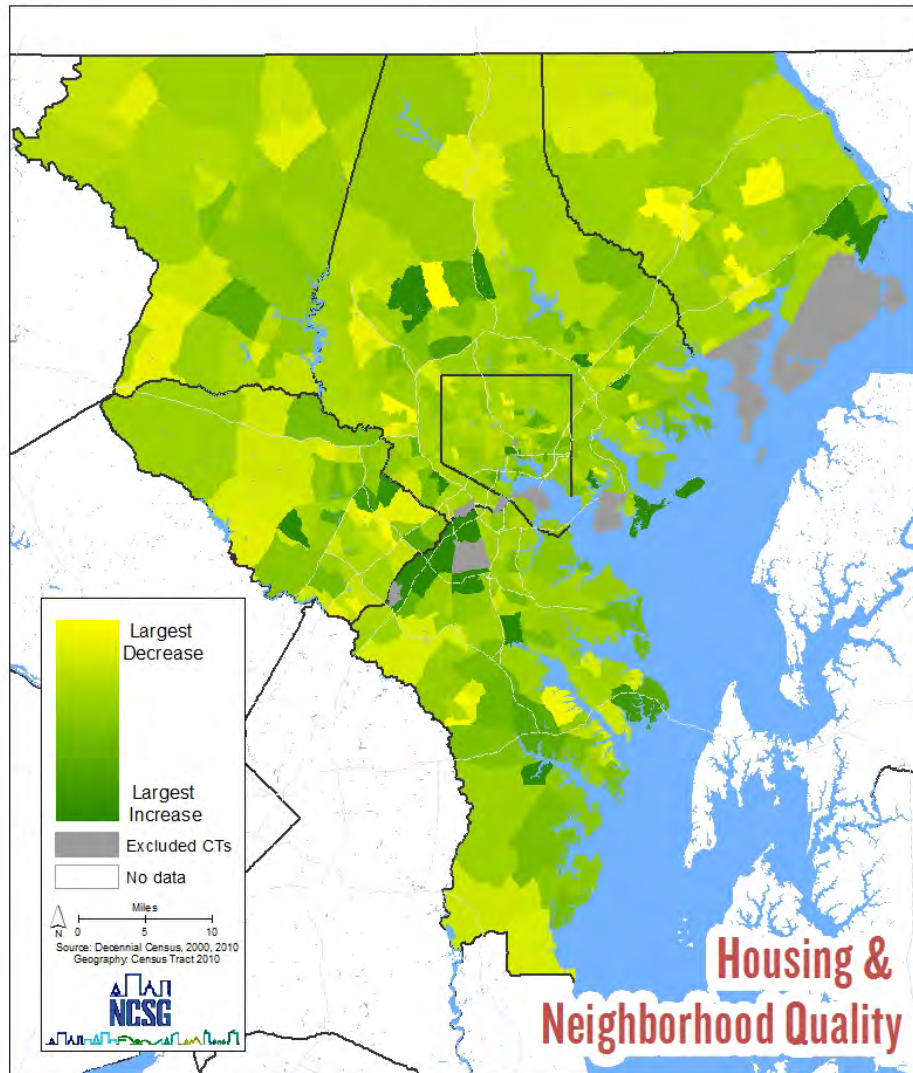 Largest
Decrease
Largest
Increase
Excluded CTs
No data
Miles
N
0 5 10
Source: Decennial Census, 2000, 2010
Geography: Census Tract 2010
NCSG
Housing &
Neighborhood Quality